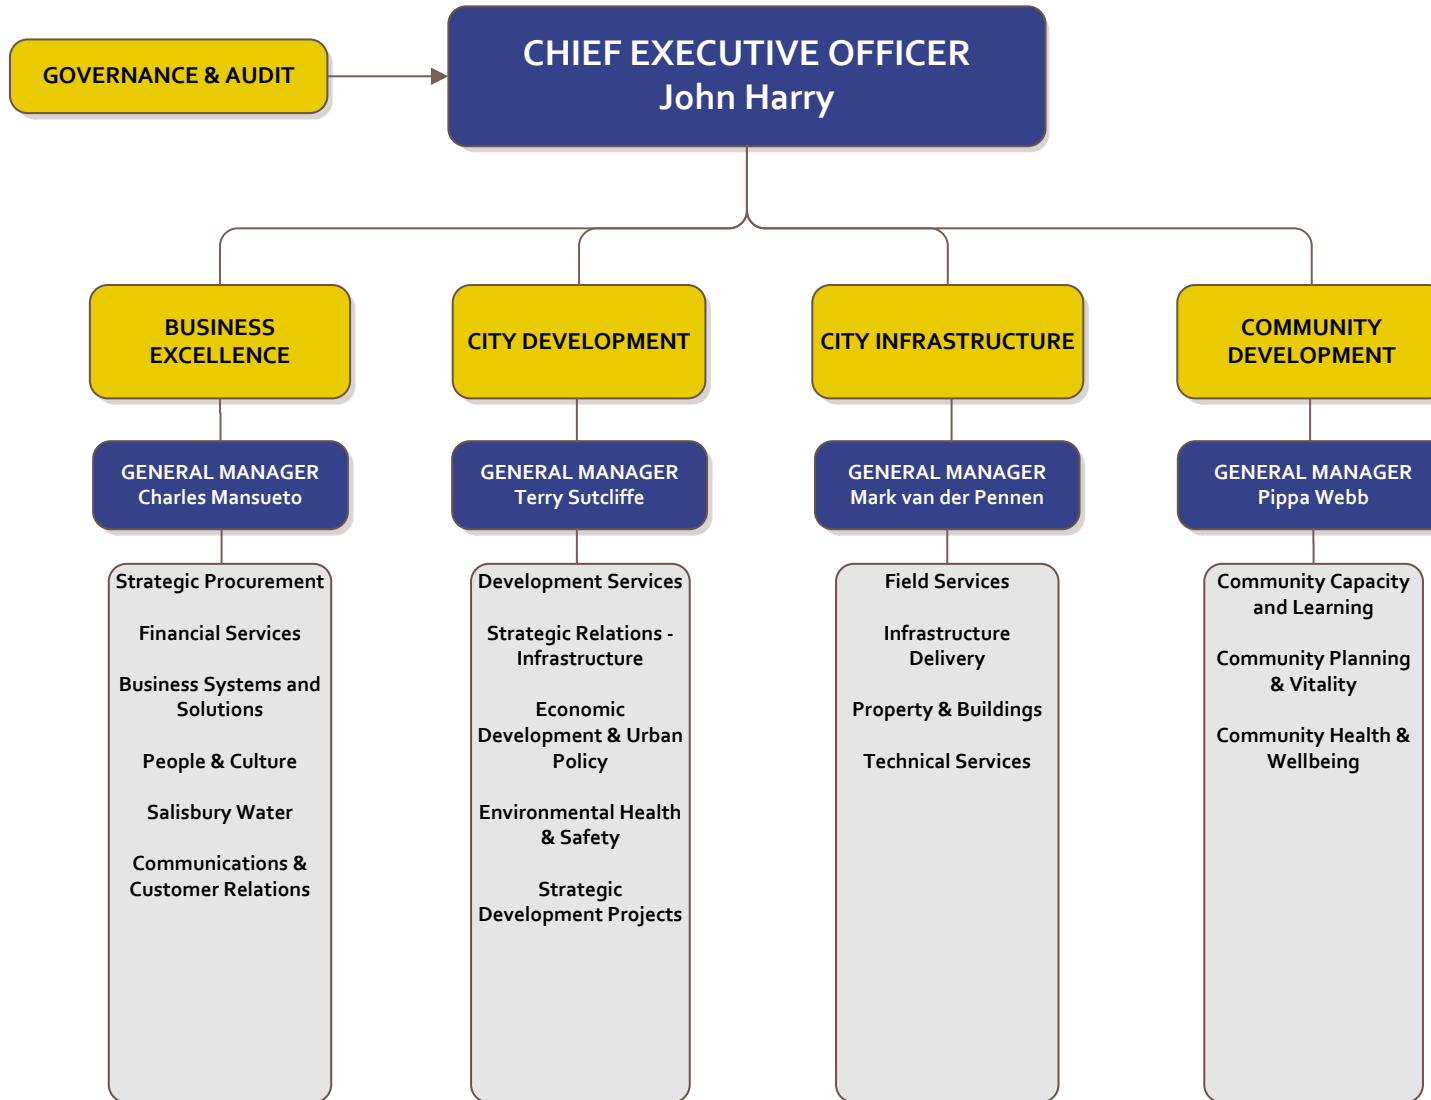 GOVERNANCE & AUDIT
CHIEF EXECUTIVE OFFICER
John Harry
BUSINESS
EXCELLENCE
GENERAL MANAGER
Charles Mansueto
Strategic Procurement
Financial Services
Business Systems and
Solutions
People & Culture
Salisbury Water
Communications &
Customer Relations
CITY DEVELOPMENT
GENERAL MANAGER
Terry Sutcliffe
Development Services
Strategic Relations -
Infrastructure
Economic
Development & Urban
Policy
Environmental Health
& Safety
Strategic
Development Projects
CITY INFRASTRUCTURE
GENERAL MANAGER
Mark van der Pennen
Field Services
Infrastructure
Delivery
Property & Buildings
Technical Services
COMMUNITY
DEVELOPMENT
GENERAL MANAGER
Pippa Webb
Community Capacity
and Learning
Community Planning
& Vitality
Community Health &
Wellbeing